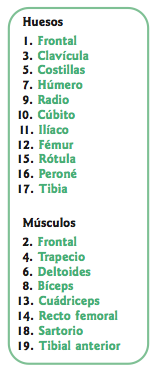 Huesos
1. Frontal
3. Clavícula
5. Costillas
7. Húmero
9. Radio
10. Cúbito
11. Ilíaco
12. Fémur
15. Rótula
16. Peroné
17. Tibia
Músculos
2. Frontal
4. Trapecio
6. Deltoides
8. Bíceps
13. Cuádriceps
14. Recto femoral
18. Sartorio
19. Tibial anterior